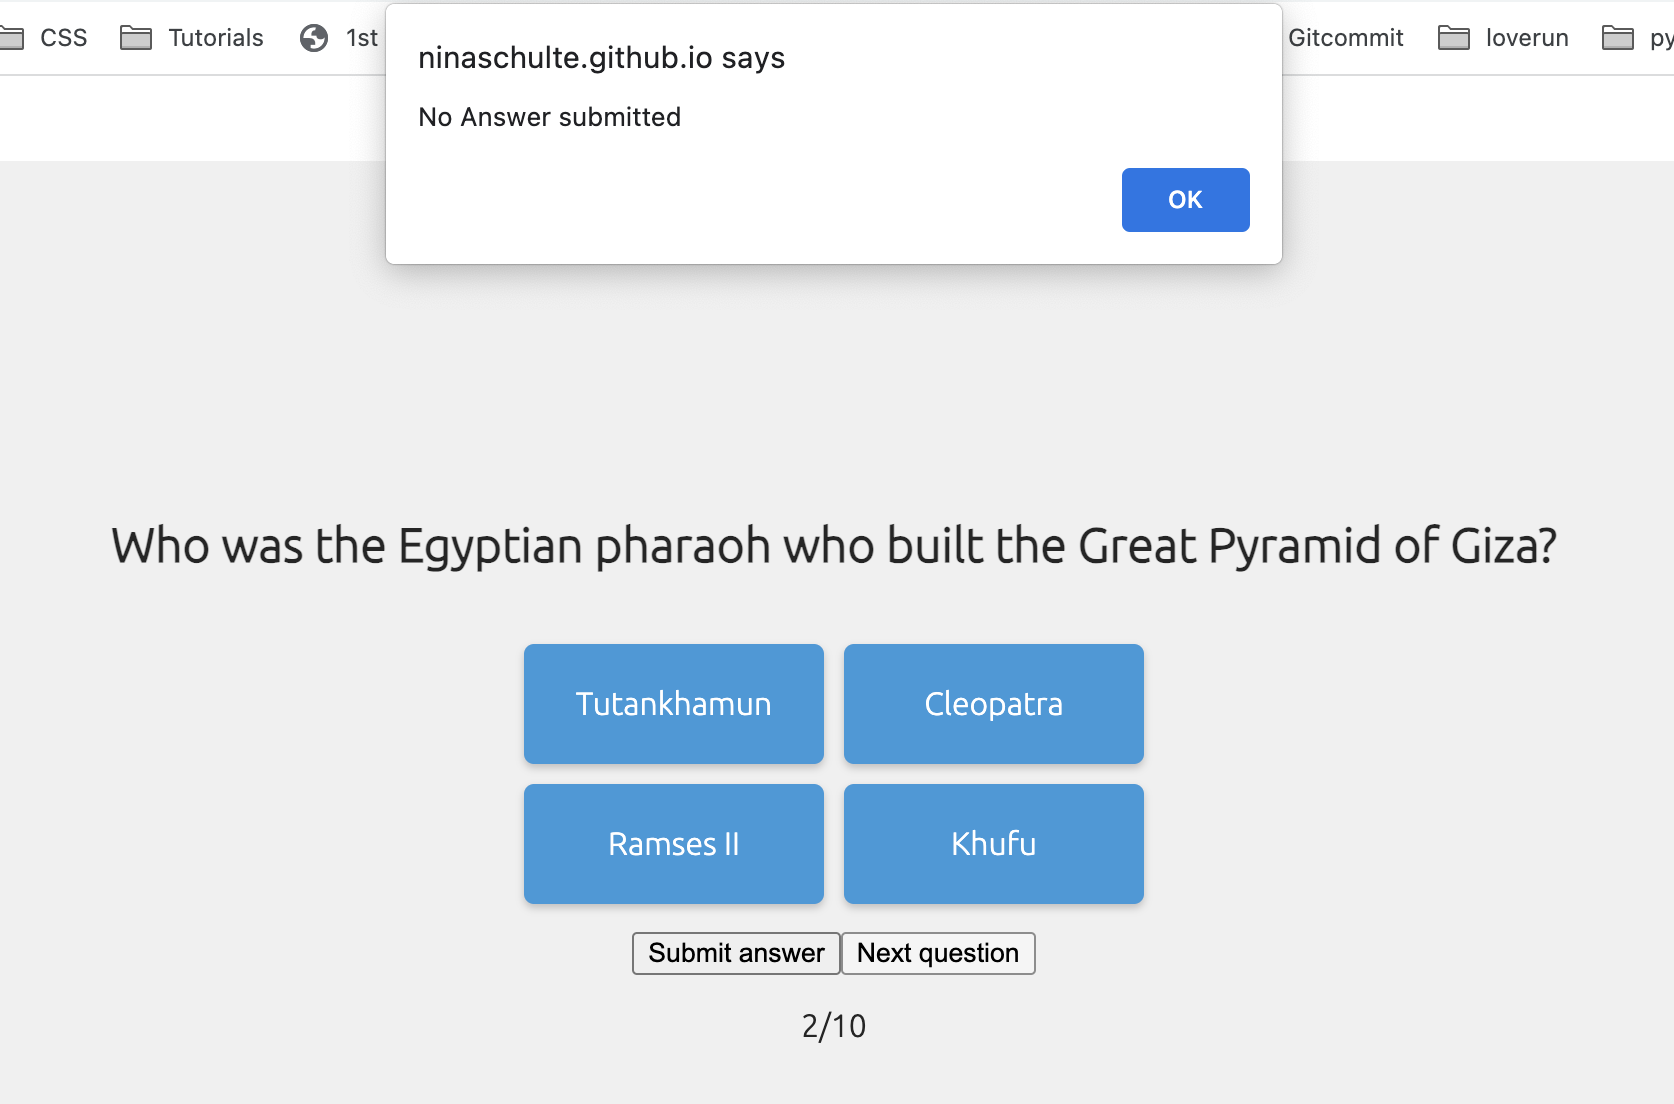 CSS Tutorials 1st Gitcommit loverun py
ninaschulte.github.io says
No Answer submitted
OK
Who was the Egyptian pharaoh who built the Great Pyramid of Giza?
Tutankhamun Cleopatra
Ramses II Khufu
Submit answer Next question
2/10